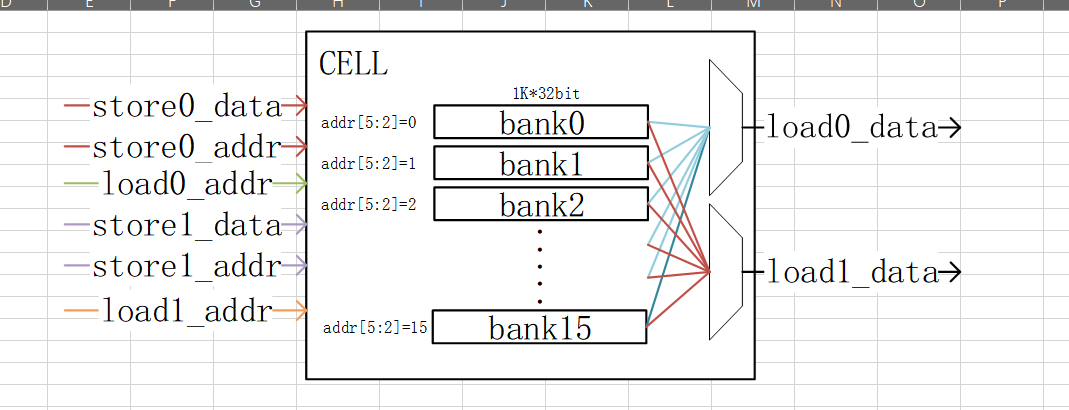 D E F G H I J K L M N O P
CELL
1K*32bit
store0_data
addr[5:2]=0
bank0
load0_data
store0_addr
addr[5:2]=1
bank1
load0_addr
addr[5:2]=2
bank2
store1_data
store1_addr
load1_data
load1_addr
addr[5:2]=15
bank15